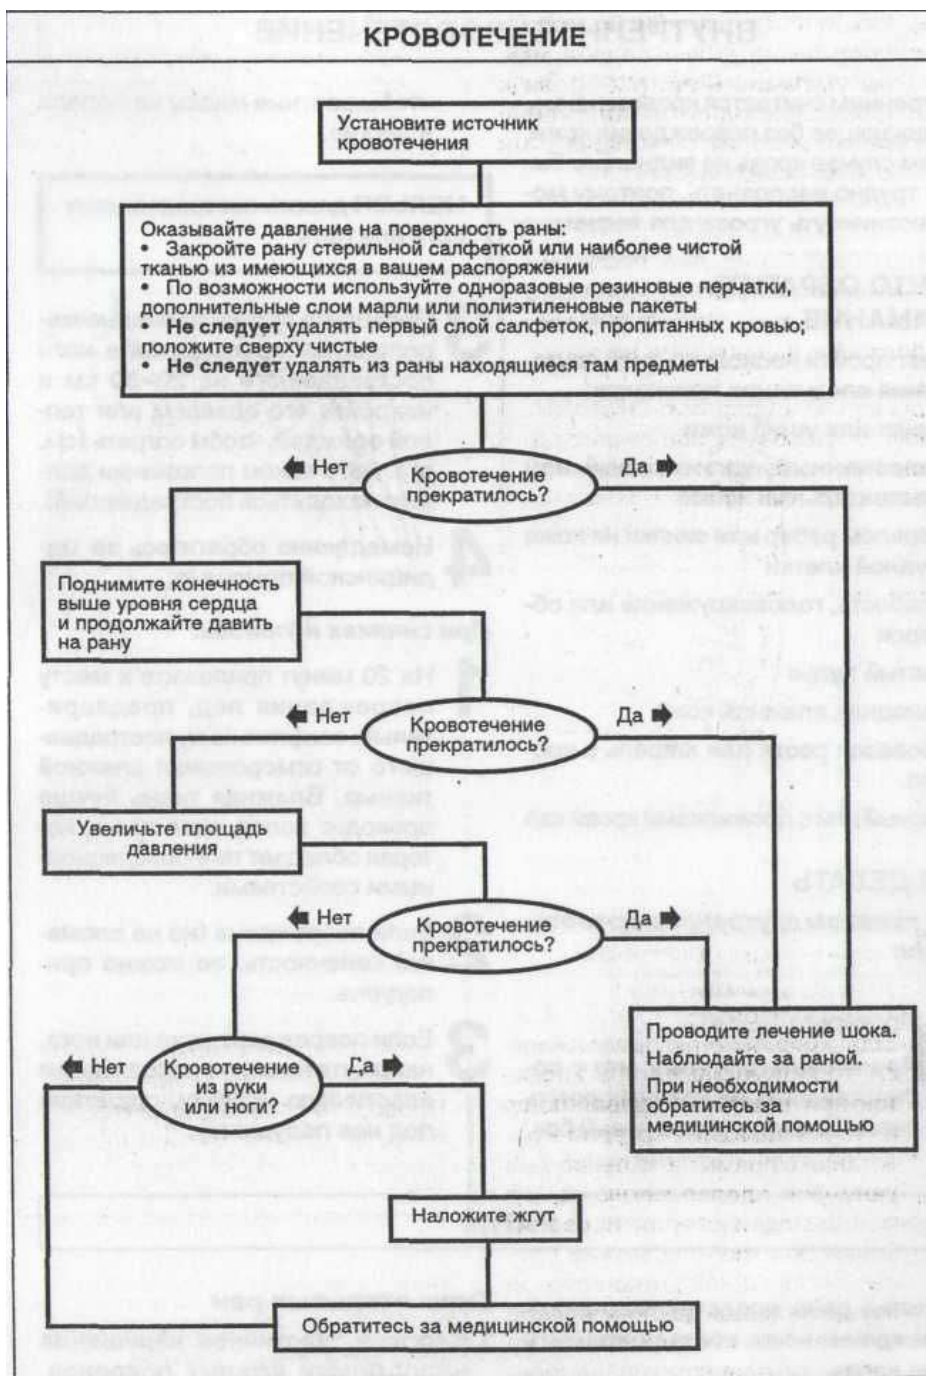 КРОВОТЕЧЕНИЕ
Установите источник
кровотечения
Оказывайте давление на поверхность раны:
• Закройте рану стерильной салфеткой или наиболее чистой
тканью из имеющихся в вашем распоряжении
• По возможности используйте одноразовые резиновые перчатки,
дополнительные слои марли или полиэтиленовые пакеты
• Не следует удалять первый слой салфеток, пропитанных кровью;
положите сверху чистые
• Не следует удалять из раны находящиеся там предметы
Нет
Да
Кровотечение
прекратилось?
Поднимите конечность
выше уровня сердца
и продолжайте давить
на рану
Нет
Да
Кровотечение
прекратилось?
Увеличьте площадь
давления
Нет
Да
Кровотечение
прекратилось?
Проводите лечение шока.
Наблюдайте за раной.
При необходимости
обратитесь за
медицинской помощью
Нет
Да
Кровотечение
из руки
или ноги?
Наложите жгут
Обратитесь за медицинской помощью